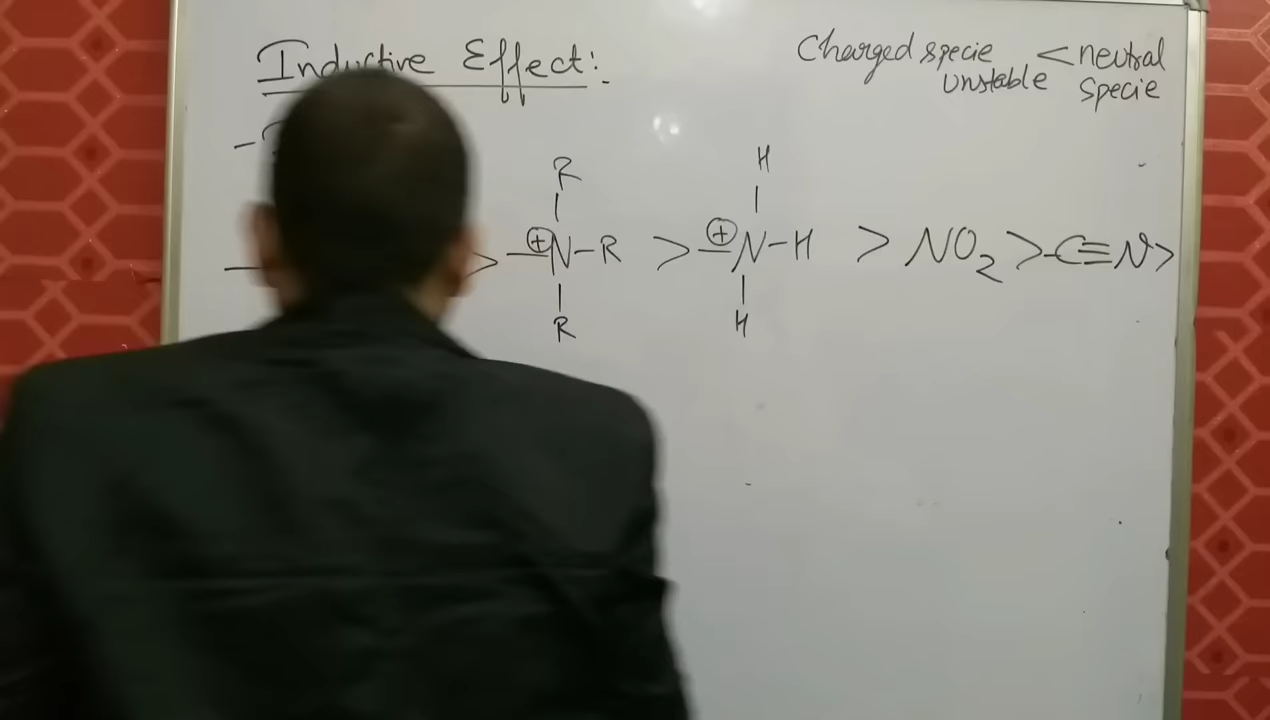 Inductive Effect:-
Charged specie < neutral
unstable specie
R H
> -⊕N-R > -⊕N-H > NO2 > -C≡N>
R H